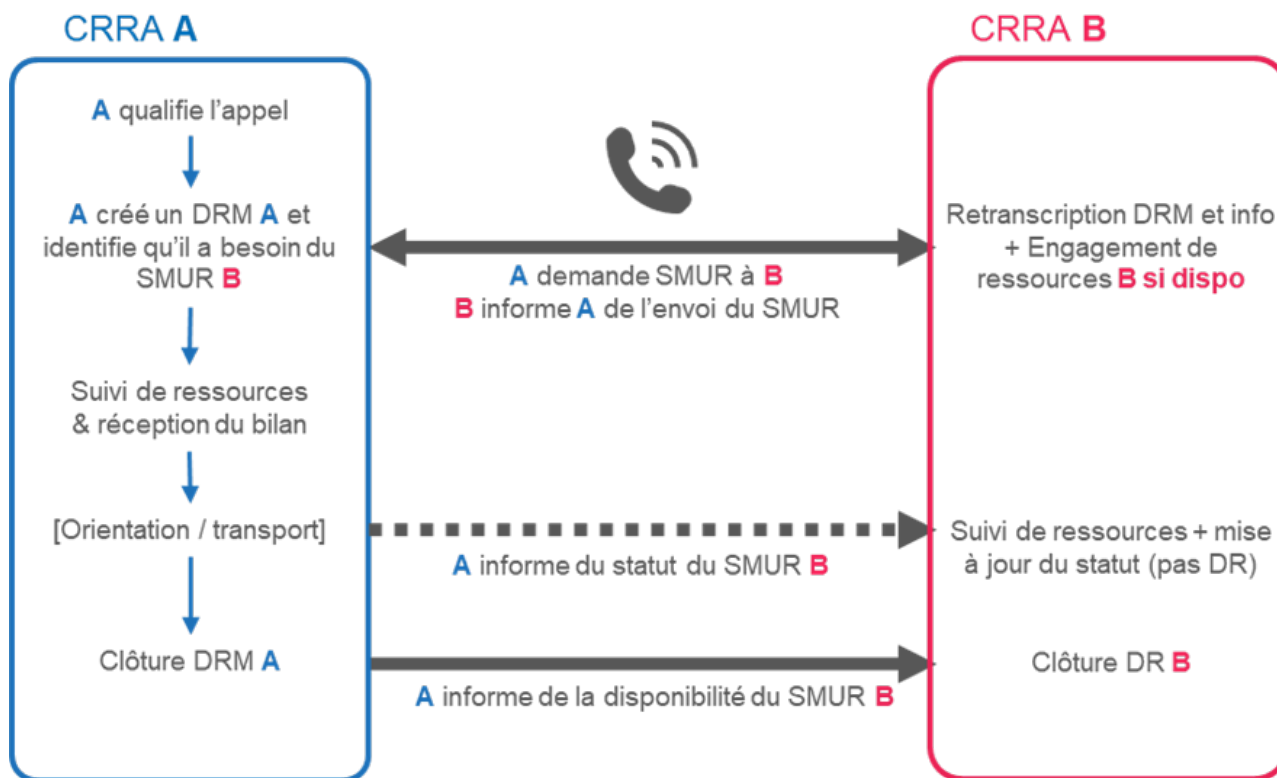 CRRA A
A qualifie l'appel
A créé un DRM A et
identifie qu'il a besoin du
SMUR B
Suivi de ressources
& réception du bilan
[Orientation / transport]
Clôture DRM A
A demande SMUR à B
B informe A de l'envoi du SMUR
A informe du statut du SMUR B
A informe de la disponibilité du SMUR B
CRRA B
Retranscription DRM et info
+ Engagement de
ressources B si dispo
Suivi de ressources + mise
à jour du statut (pas DR)
Clôture DR B